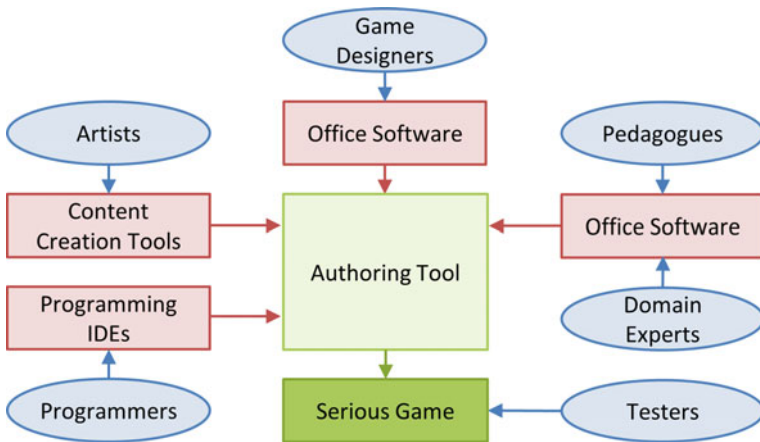 Game
Designers
Artists
Office Software
Pedagogues
Content
Creation Tools
Office Software
Authoring Tool
Programming
IDEs
Domain
Experts
Programmers
Serious Game
Testers